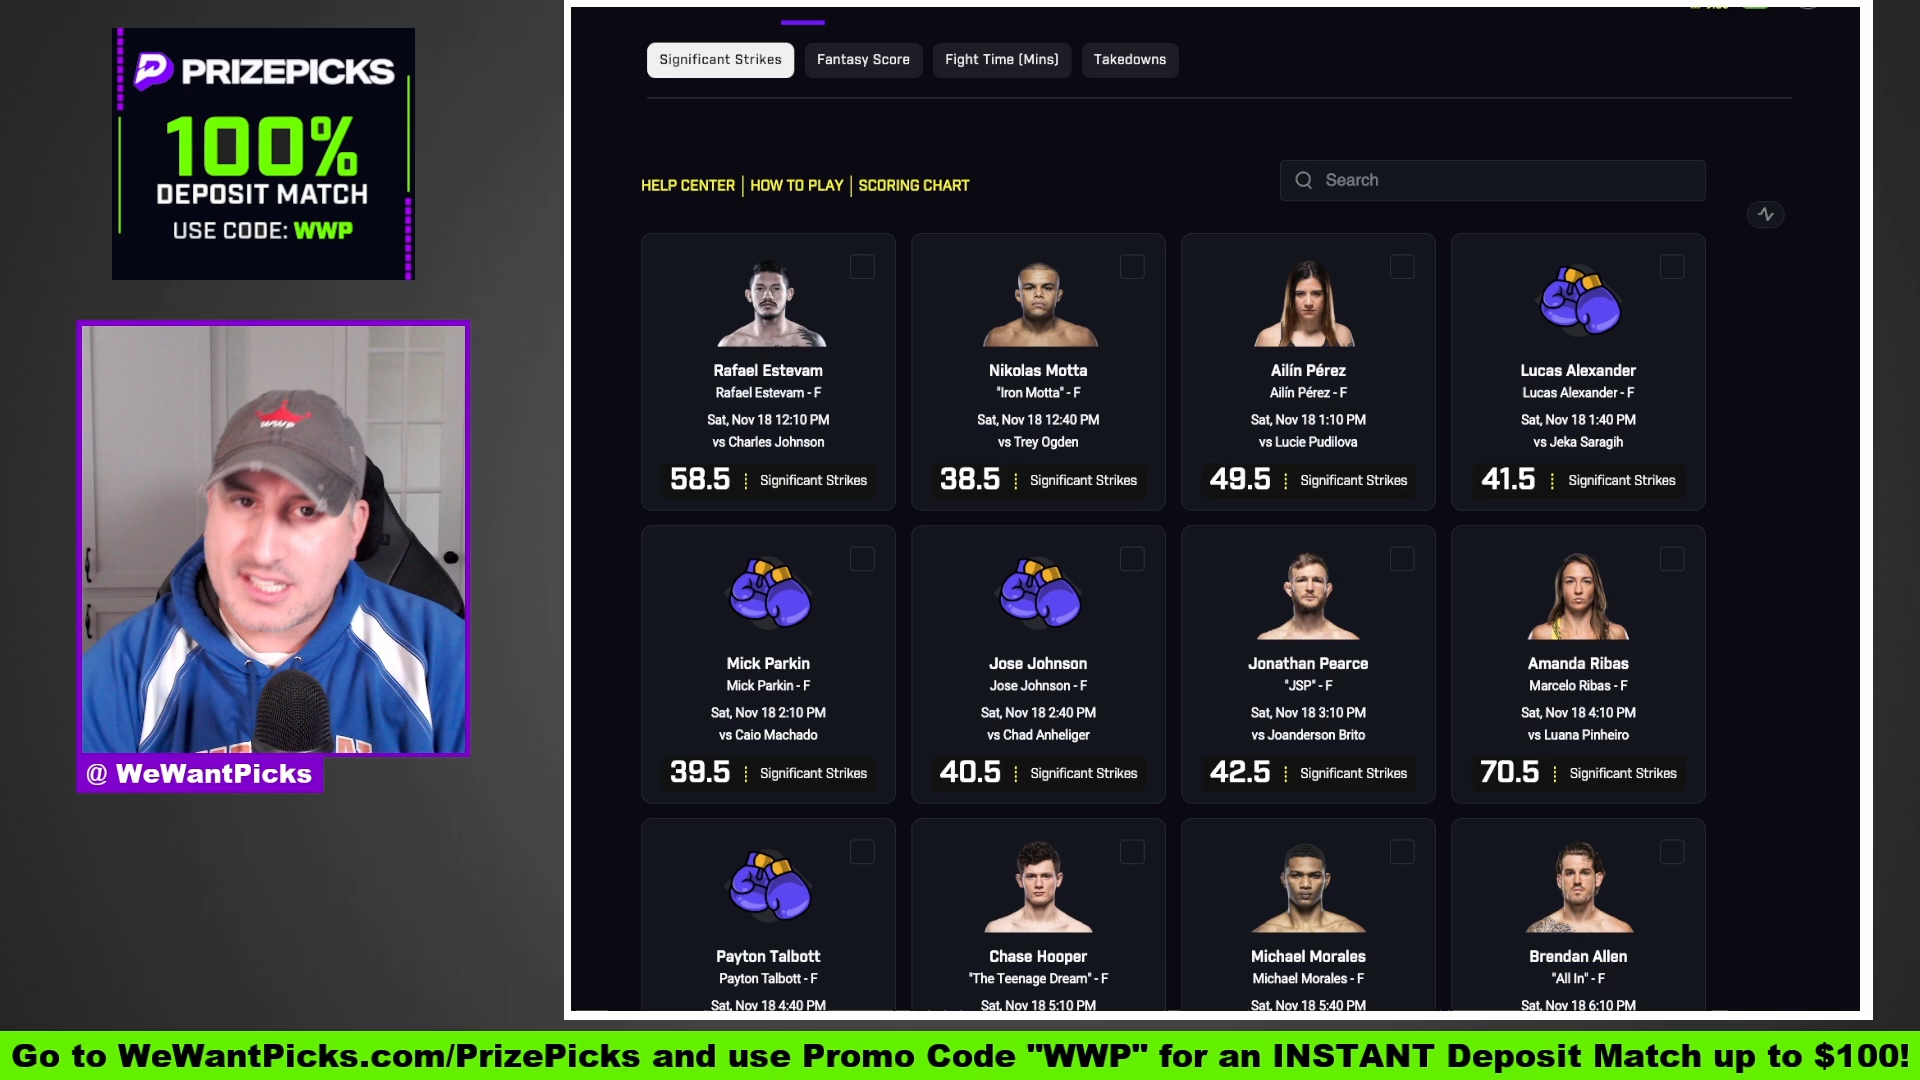 PRIZEPICKS
100%
DEPOSIT MATCH
USE CODE: WWP
WWP
@ WeWantPicks
Significant Strikes
Fantasy Score
Fight Time (Mins)
Takedowns
HELP CENTER | HOW TO PLAY | SCORING CHART
Search
Rafael Estevam
Rafael Estevam - F
Sat, Nov 18 12:10 PM
vs Charles Johnson
58.5 Significant Strikes
Nikolas Motta
"Iron Motta" - F
Sat, Nov 18 12:40 PM
vs Trey Ogden
38.5 Significant Strikes
Ailín Pérez
Ailín Pérez - F
Sat, Nov 18 1:10 PM
vs Lucie Pudilova
49.5 Significant Strikes
Lucas Alexander
Lucas Alexander - F
Sat, Nov 18 1:40 PM
vs Jeka Saragih
41.5 Significant Strikes
Mick Parkin
Mick Parkin - F
Sat, Nov 18 2:10 PM
vs Caio Machado
39.5 Significant Strikes
Jose Johnson
Jose Johnson - F
Sat, Nov 18 2:40 PM
vs Chad Anheliger
40.5 Significant Strikes
Jonathan Pearce
"JSP" - F
Sat, Nov 18 3:10 PM
vs Joanderson Brito
42.5 Significant Strikes
Amanda Ribas
Marcelo Ribas - F
Sat, Nov 18 4:10 PM
vs Luana Pinheiro
70.5 Significant Strikes
Payton Talbott
Payton Talbott - F
Sat, Nov 18 4:40 PM
Chase Hooper
"The Teenage Dream" - F
Sat, Nov 18 5:10 PM
Michael Morales
Michael Morales - F
Sat, Nov 18 5:40 PM
Brendan Allen
"All In" - F
Sat, Nov 18 6:10 PM
Go to WeWantPicks.com/PrizePicks and use Promo Code "WWP" for an INSTANT Deposit Match up to $100!